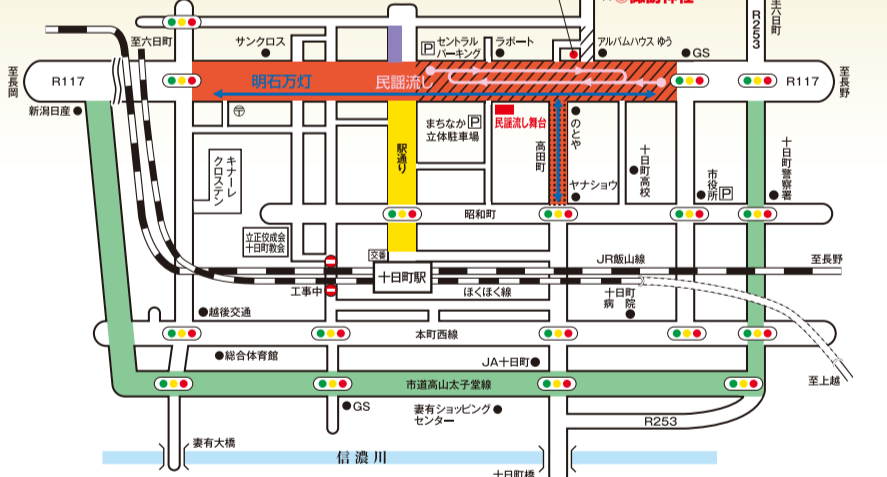 諏訪神社
至六日町
R253
至六日町
サンクロス
P
セントラル
パーキング
ラポート
アルバムハウス ゆう
GS
至長岡
R117
明石万灯
民謡流し
R117
至長野
新潟日産
〒
まちなか
立体駐車場
P
民謡流し舞台
のとや
駅通り
高田町
キナーレ
クロステン
ヤナショウ
十日町高校
市役所
P
十日町警察署
昭和町
立正佼成会
十日町教会
交番
十日町駅
JR飯山線
至長野
工事中
ほくほく線
十日町
病院
越後交通
本町西線
総合体育館
JA十日町
市道高山太子堂線
至上越
GS
妻有ショッピング
センター
R253
妻有大橋
信濃川
十日町橋